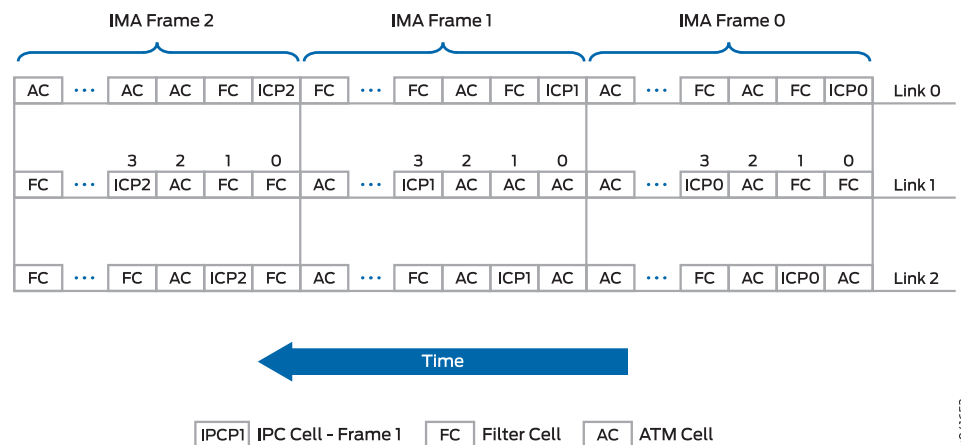 IMA Frame 2 IMA Frame 1 IMA Frame 0
AC ... AC AC FC ICP2 FC ... FC AC FC ICP1 AC ... FC AC FC ICP0 Link 0
3 2 1 0 3 2 1 0 3 2 1 0
FC ... ICP2 AC FC FC AC ... ICP1 AC AC AC AC ... ICP0 AC FC FC Link 1
FC ... FC AC ICP2 FC AC ... FC AC ICP1 AC AC ... FC AC ICP0 AC Link 2
Time
IPCP1 IPC Cell - Frame 1 FC Filter Cell AC ATM Cell